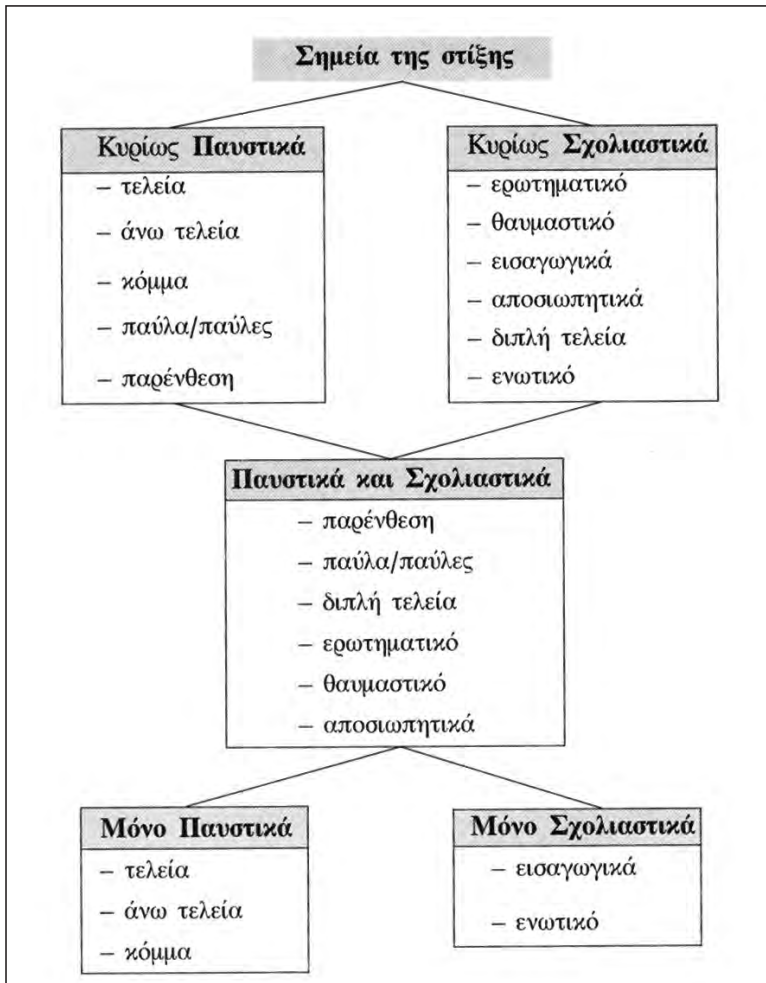 Σημεία της στίξης
Κυρίως Παυστικά
– τελεία
– άνω τελεία
– κόμμα
– παύλα/παύλες
– παρένθεση
Κυρίως Σχολιαστικά
– ερωτηματικό
– θαυμαστικό
– εισαγωγικά
– αποσιωπητικά
– διπλή τελεία
– ενωτικό
Παυστικά και Σχολιαστικά
– παρένθεση
– παύλα/παύλες
– διπλή τελεία
– ερωτηματικό
– θαυμαστικό
– αποσιωπητικά
Μόνο Παυστικά
– τελεία
– άνω τελεία
– κόμμα
Μόνο Σχολιαστικά
– εισαγωγικά
– ενωτικό